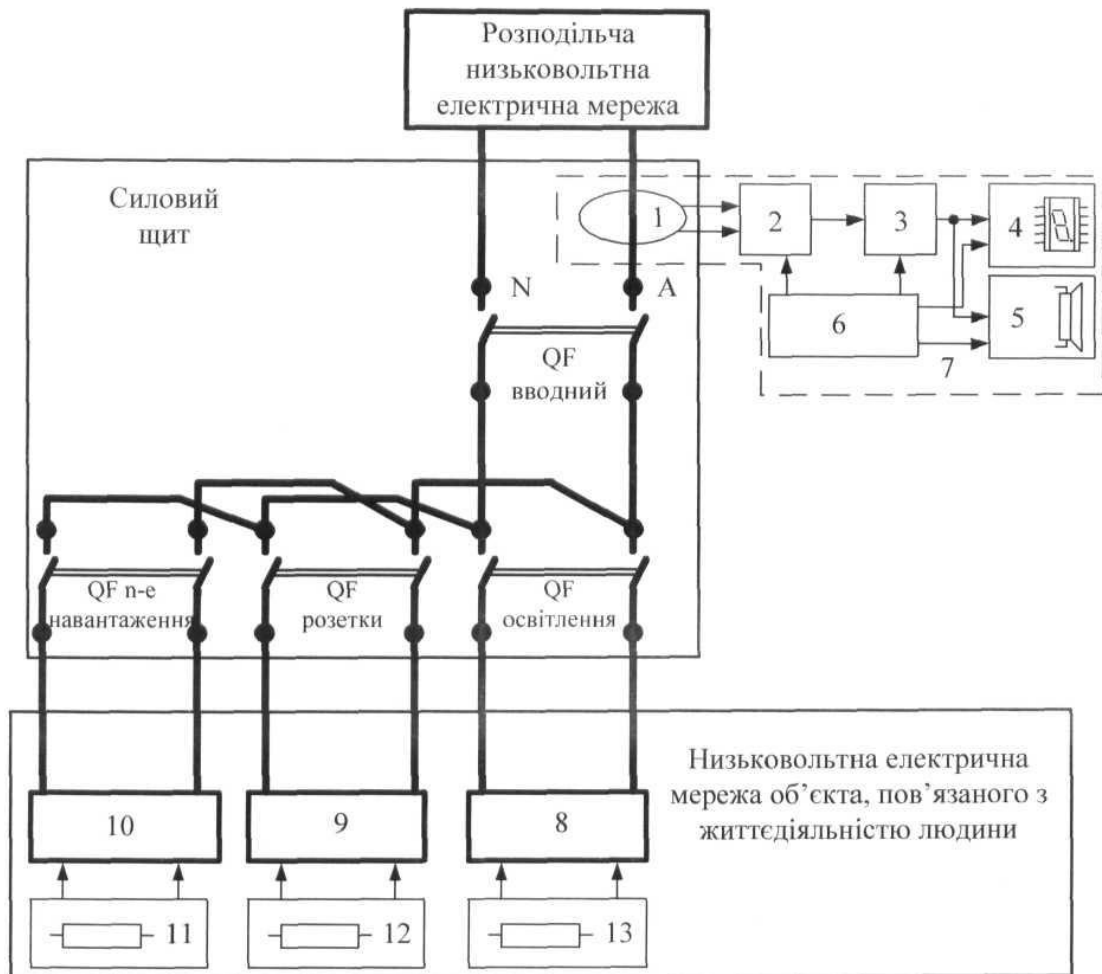 Розподільча
низьковольтна
електрична мережа
Силовий
щит
1
2
3
4
5
6
7
N
A
QF
вводний
QF n-е
навантаження
QF
розетки
QF
освітлення
Низьковольтна електрична
мережа об’єкта, пов’язаного з
життєдіяльністю людини
10
9
8
11
12
13